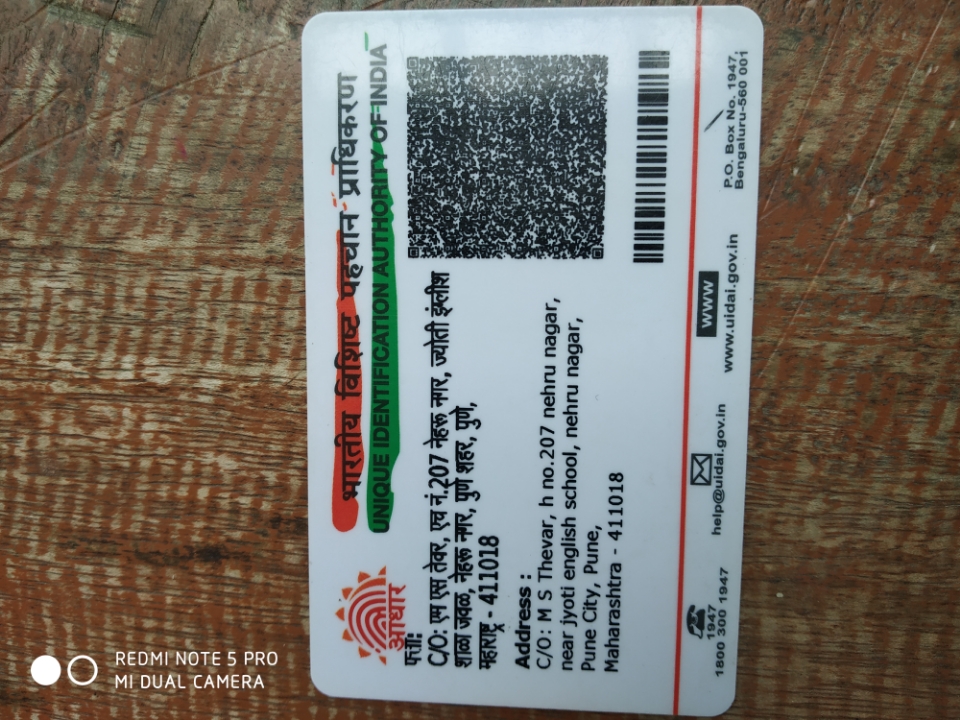 भारतीय विशिष्ट पहचान प्राधिकरण
UNIQUE IDENTIFICATION AUTHORITY OF INDIA
आधार
पत्ता:
C/O: एम एस तेवर, एच नं.207 नेहरू नगर, ज्योती इंग्लीश
शाळा जवळ, नेहरू नगर, पुणे शहर, पुणे,
महाराष्ट्र - 411018
Address :
C/O: M S Thevar, h no.207 nehru nagar,
near jyoti english school, nehru nagar,
Pune City, Pune,
Maharashtra - 411018
1947
1800 300 1947
help@uidai.gov.in
www
www.uidai.gov.in
P.O. Box No. 1947,
Bengaluru-560 001
REDMI NOTE 5 PRO
MI DUAL CAMERA